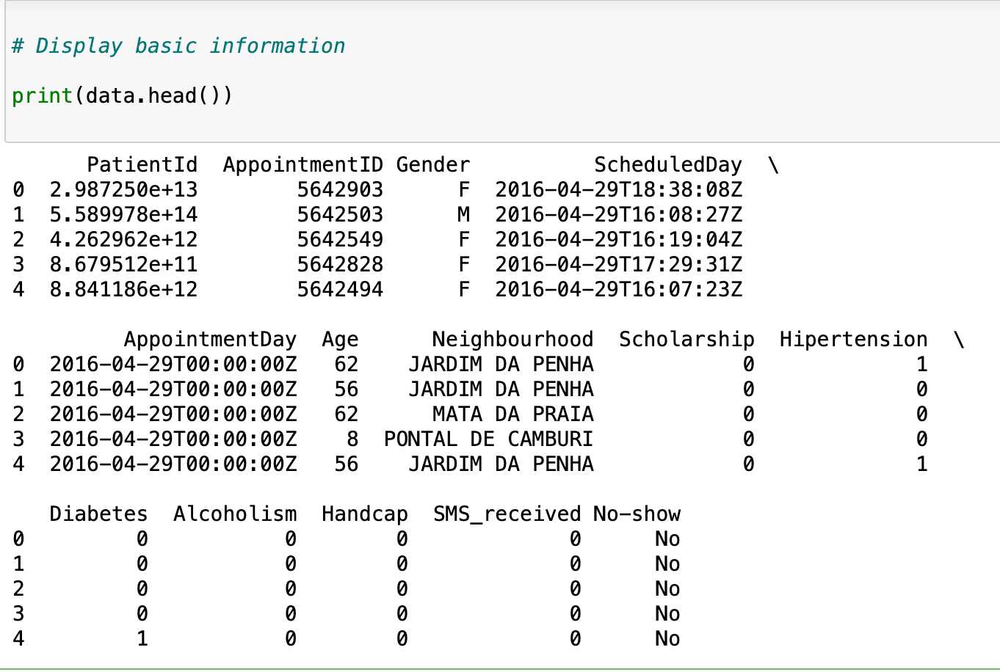 # Display basic information
print(data.head())
PatientId AppointmentID Gender ScheduledDay \
0 2.987250e+13 5642903 F 2016-04-29T18:38:08Z
1 5.589978e+14 5642503 M 2016-04-29T16:08:27Z
2 4.262962e+12 5642549 F 2016-04-29T16:19:04Z
3 8.679512e+11 5642828 F 2016-04-29T17:29:31Z
4 8.841186e+12 5642494 F 2016-04-29T16:07:23Z
AppointmentDay Age Neighbourhood Scholarship Hipertension \
0 2016-04-29T00:00:00Z 62 JARDIM DA PENHA 0 1
1 2016-04-29T00:00:00Z 56 JARDIM DA PENHA 0 0
2 2016-04-29T00:00:00Z 62 MATA DA PRAIA 0 0
3 2016-04-29T00:00:00Z 8 PONTAL DE CAMBURI 0 0
4 2016-04-29T00:00:00Z 56 JARDIM DA PENHA 0 1
Diabetes Alcoholism Handcap SMS_received No-show
0 0 0 0 0 No
1 0 0 0 0 No
2 0 0 0 0 No
3 0 0 0 0 No
4 1 0 0 0 No